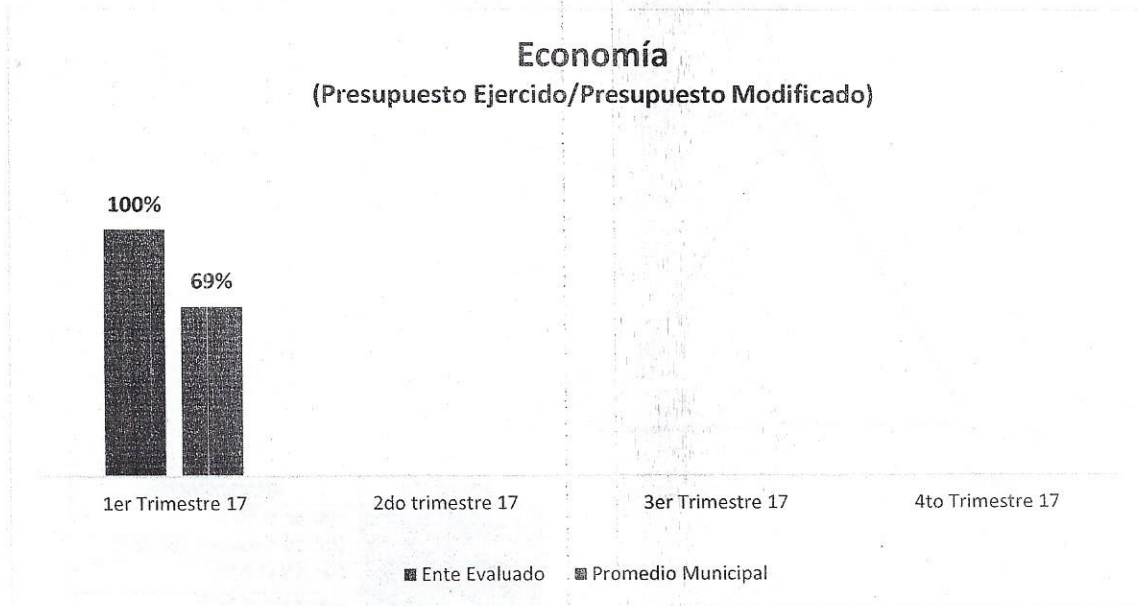 Economía
(Presupuesto Ejercido/Presupuesto Modificado)
100%
69%
1er Trimestre 17
2do trimestre 17
3er Trimestre 17
4to Trimestre 17
Ente Evaluado
Promedio Municipal